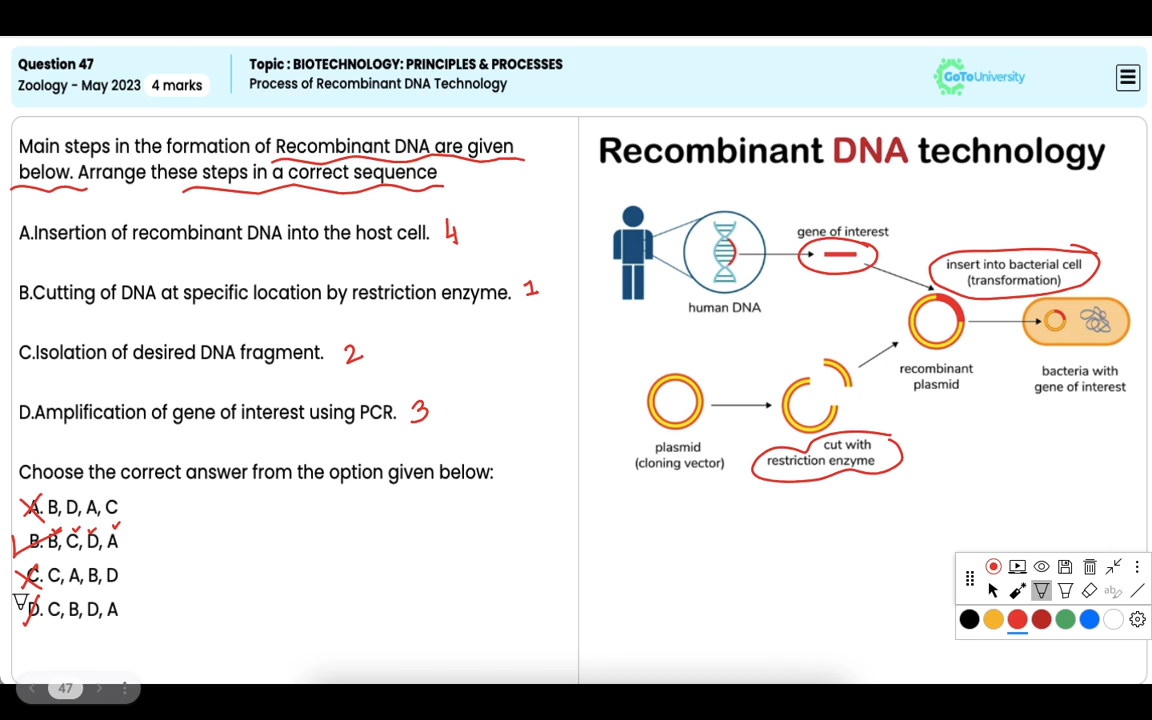 Question 47
Zoology - May 2023 4 marks
Topic : BIOTECHNOLOGY: PRINCIPLES & PROCESSES
Process of Recombinant DNA Technology
GoToUniversity
Main steps in the formation of Recombinant DNA are given
below. Arrange these steps in a correct sequence
A.Insertion of recombinant DNA into the host cell. 4
B.Cutting of DNA at specific location by restriction enzyme. 1
C.Isolation of desired DNA fragment. 2
D.Amplification of gene of interest using PCR. 3
Choose the correct answer from the option given below:
A. B, D, A, C
B. B, C, D, A
C. C, A, B, D
D. C, B, D, A
Recombinant DNA technology
gene of interest
insert into bacterial cell
(transformation)
human DNA
recombinant
plasmid
bacteria with
gene of interest
plasmid
(cloning vector)
cut with
restriction enzyme
47